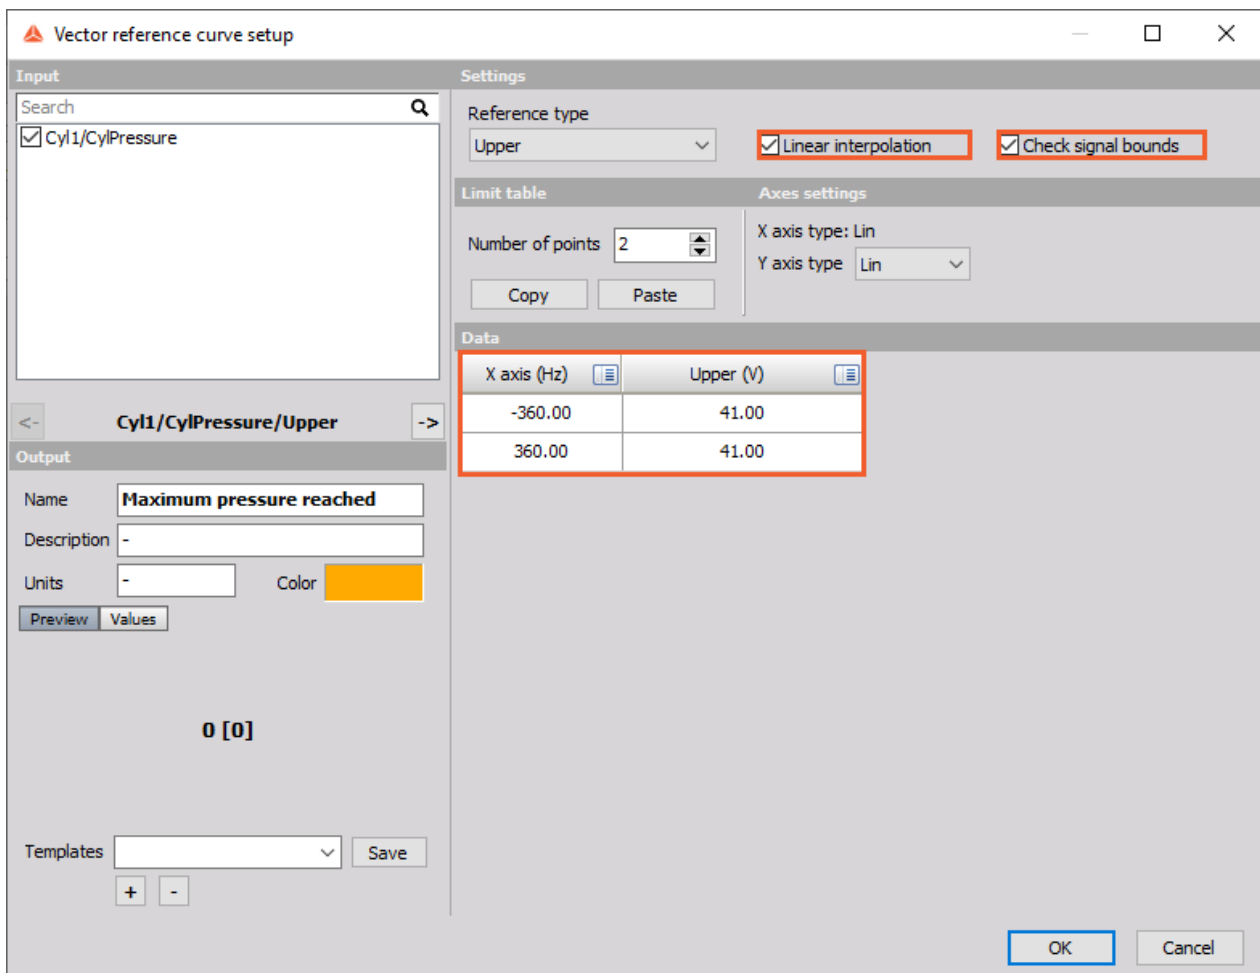 Vector reference curve setup
Input
Search
Cyl1/CylPressure
<-
Cyl1/CylPressure/Upper
->
Output
Name
Maximum pressure reached
Description
-
Units
-
Color
Preview
Values
0 [0]
Templates
Save
+
-
Settings
Reference type
Upper
Linear interpolation
Check signal bounds
Limit table
Number of points
2
Copy
Paste
Axes settings
X axis type: Lin
Y axis type
Lin
Data
X axis (Hz)
Upper (V)
-360.00
41.00
360.00
41.00
OK
Cancel